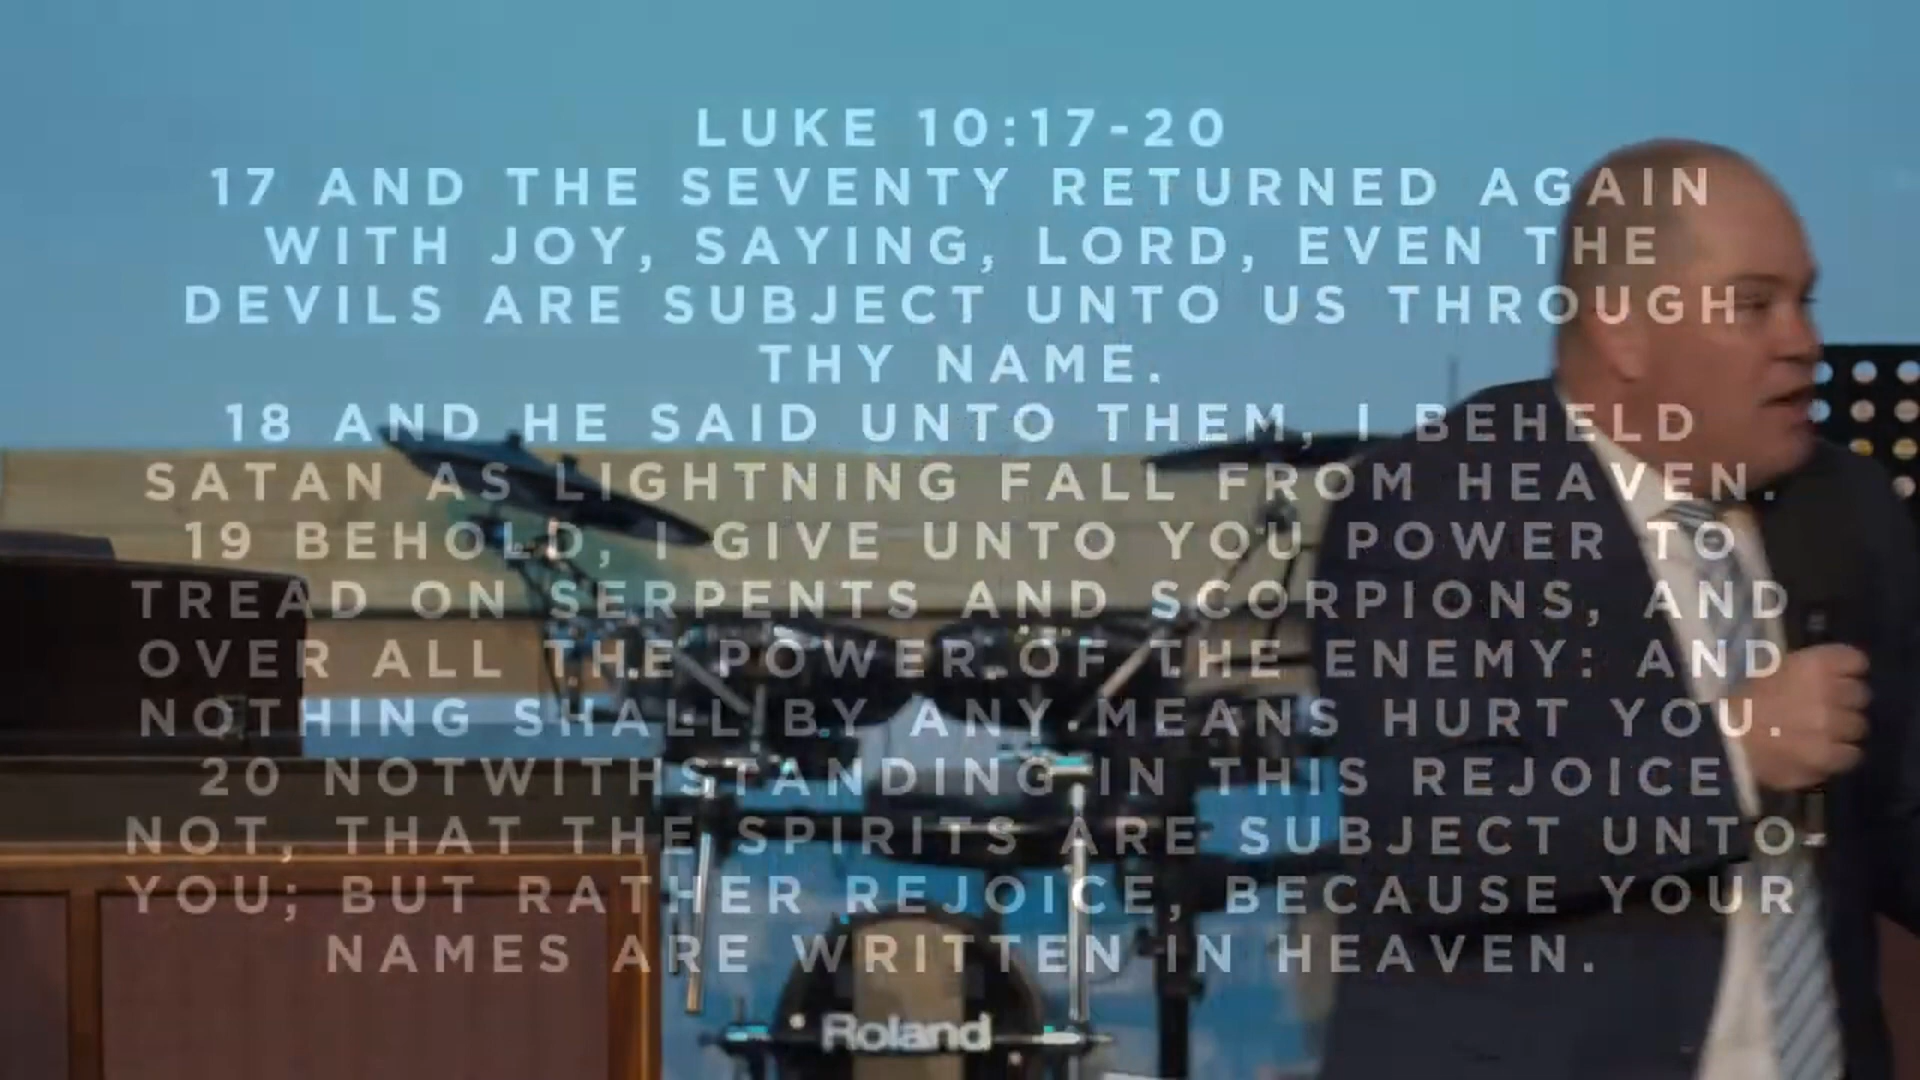 LUKE 10:17-20
17 AND THE SEVENTY RETURNED AGAIN
WITH JOY, SAYING, LORD, EVEN THE
DEVILS ARE SUBJECT UNTO US THROUGH
THY NAME.
18 AND HE SAID UNTO THEM, I BEHELD
SATAN AS LIGHTNING FALL FROM HEAVEN.
19 BEHOLD, I GIVE UNTO YOU POWER TO
TREAD ON SERPENTS AND SCORPIONS, AND
OVER ALL THE POWER OF THE ENEMY: AND
NOTHING SHALL BY ANY MEANS HURT YOU.
20 NOTWITHSTANDING IN THIS REJOICE
NOT, THAT THE SPIRITS ARE SUBJECT UNTO
YOU; BUT RATHER REJOICE, BECAUSE YOUR
NAMES ARE WRITTEN IN HEAVEN.
Roland